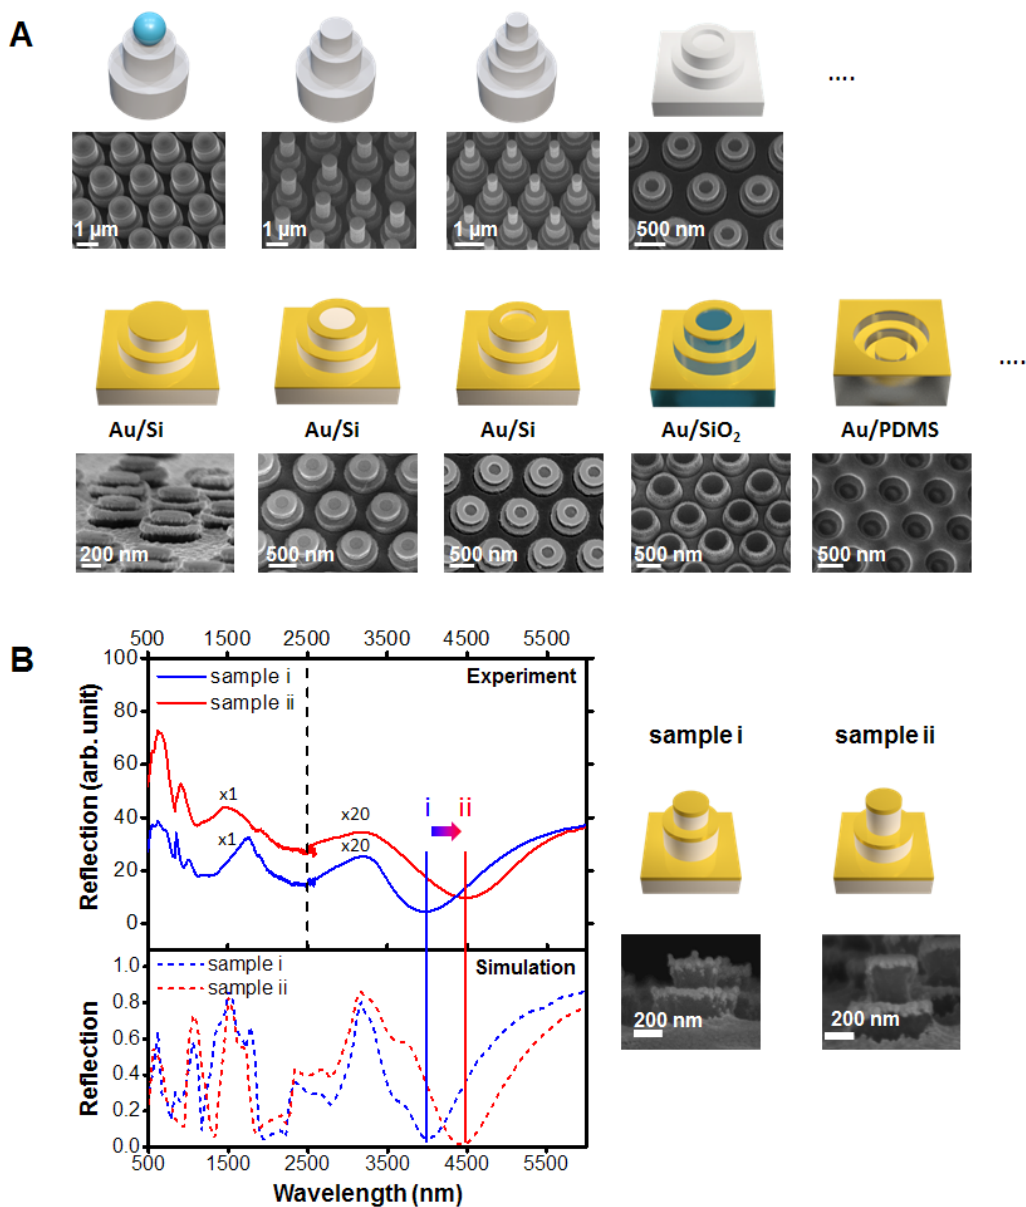 A
....
1 µm
1 µm
1 µm
500 nm
....
Au/Si
Au/Si
Au/Si
Au/SiO2
Au/PDMS
200 nm
500 nm
500 nm
500 nm
500 nm
B
500 1500 2500 3500 4500 5500
100
80
60
40
20
0
Reflection (arb. unit)
sample i
sample ii
Experiment
x1
x1
x20
x20
i
ii
1.0
0.8
0.6
0.4
0.2
0.0
Reflection
sample i
sample ii
Simulation
500 1500 2500 3500 4500 5500
Wavelength (nm)
sample i
sample ii
200 nm
200 nm